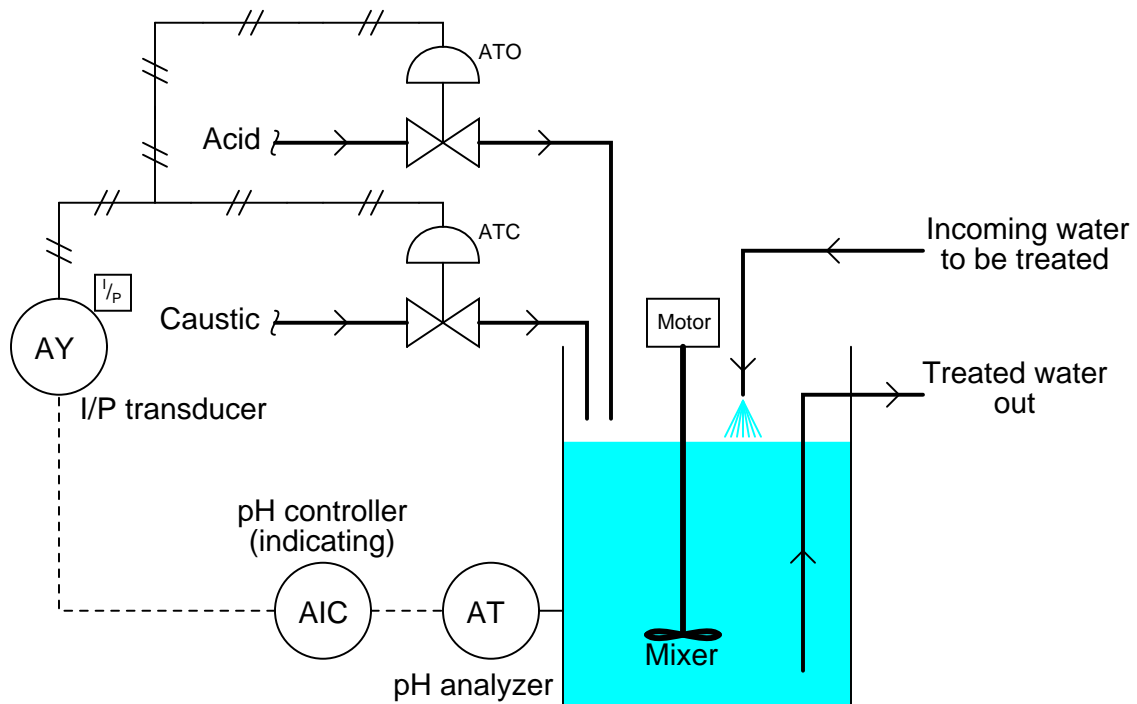 ATO
Acid
ATC
Incoming water
to be treated
I/P
Caustic
Motor
AY
Treated water
out
I/P transducer
pH controller
(indicating)
AIC
AT
Mixer
pH analyzer